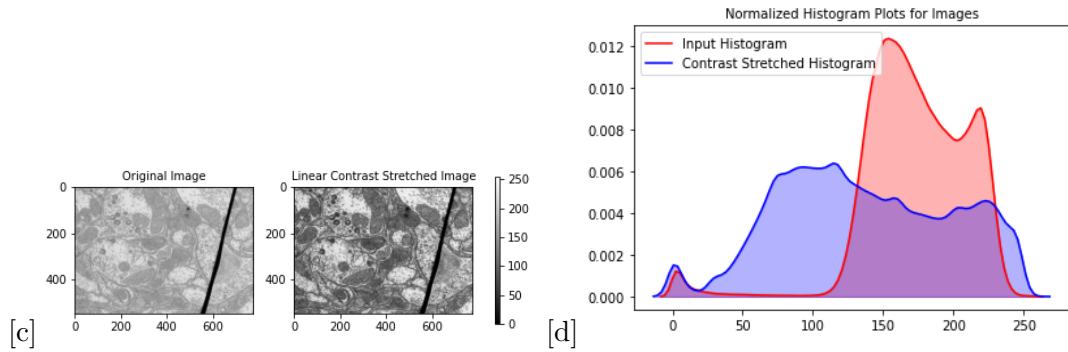 Normalized Histogram Plots for Images
Input Histogram
Contrast Stretched Histogram
0.012
0.010
0.008
0.006
0.004
0.002
0.000
0 50 100 150 200 250
[d]
Original Image
0
200
400
0 200 400 600
Linear Contrast Stretched Image
0
200
400
0 200 400 600
250
200
150
100
50
0
[c]